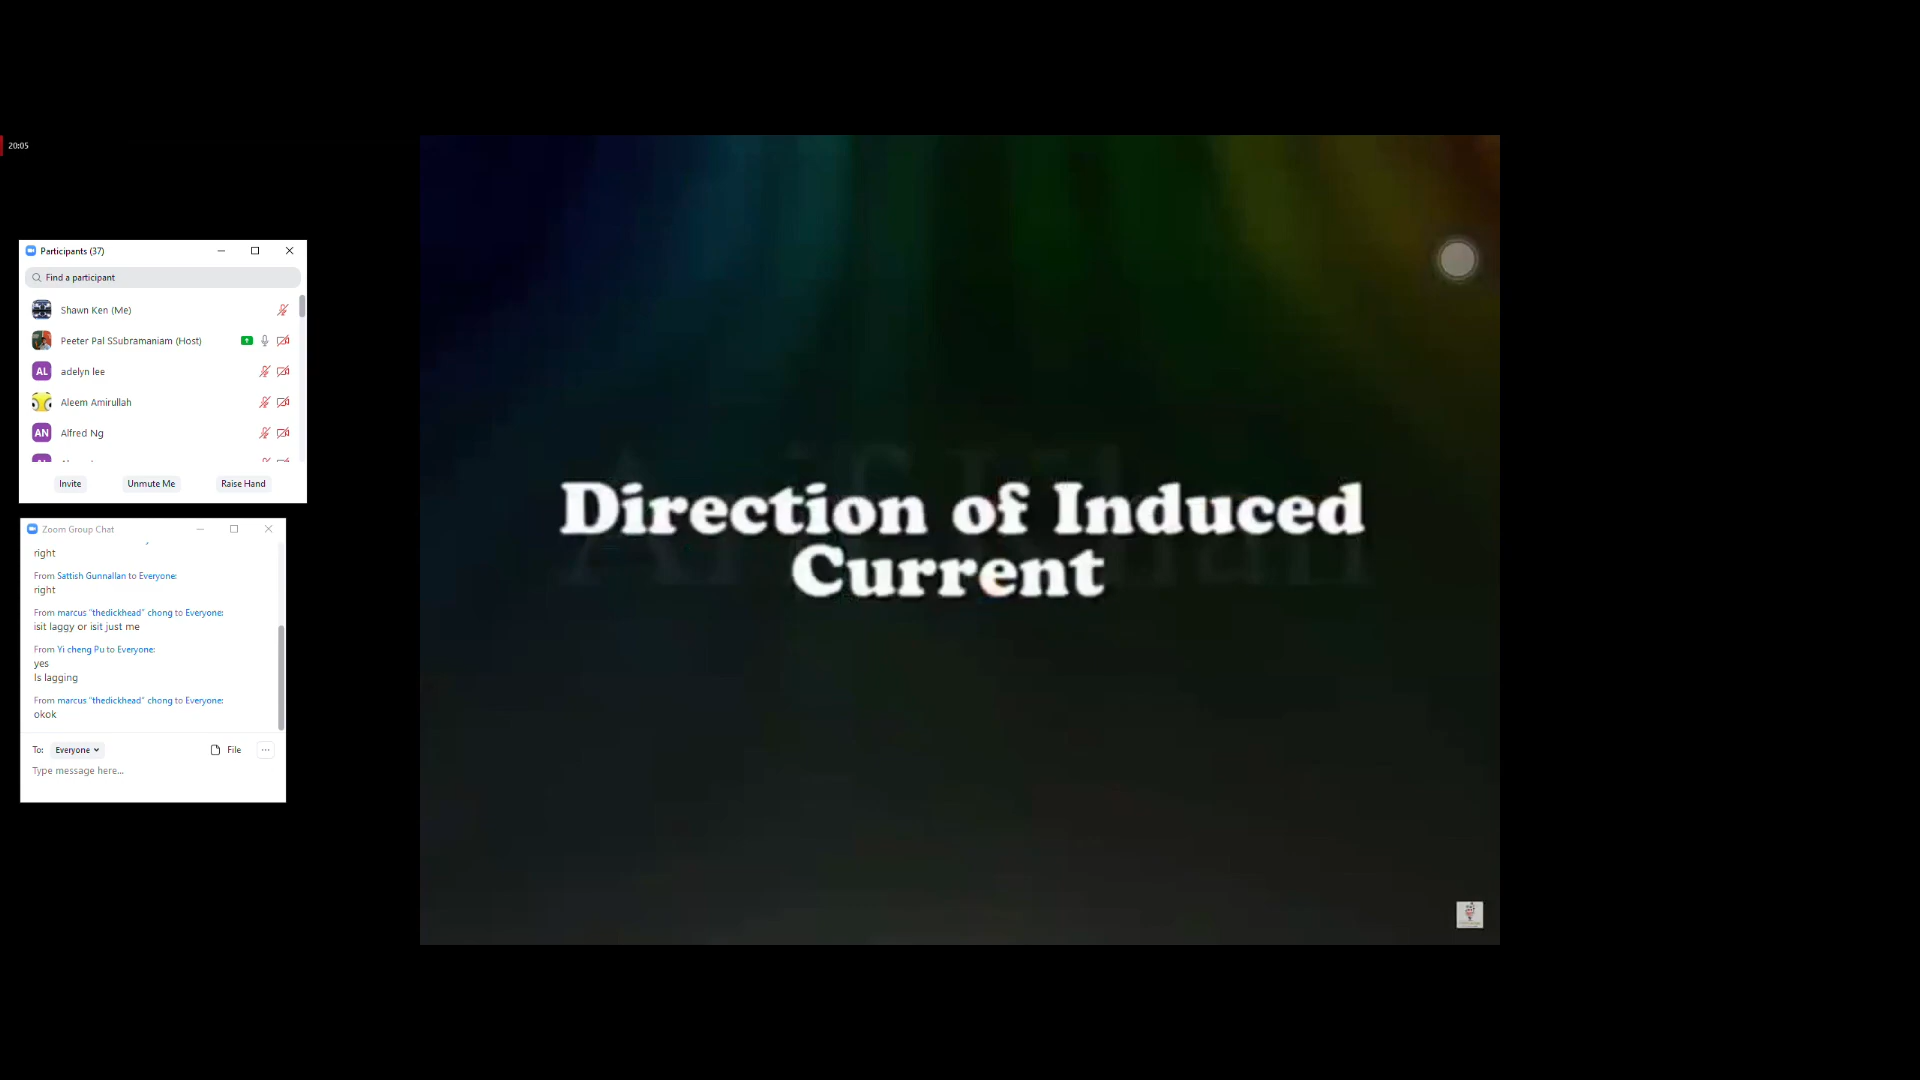 20:05
Participants (37)
Find a participant
Shawn Ken (Me)
Peeter Pal SSubramaniam (Host)
AL adelyn lee
Aleem Amirullah
AN Alfred Ng
Invite Unmute Me Raise Hand
Zoom Group Chat
right
From Sattish Gunnallan to Everyone:
right
From marcus "thedickhead" chong to Everyone:
isit laggy or isit just me
From Yi cheng Pu to Everyone:
yes
Is lagging
From marcus "thedickhead" chong to Everyone:
okok
To: Everyone File
Type message here...
Direction of Induced
Current